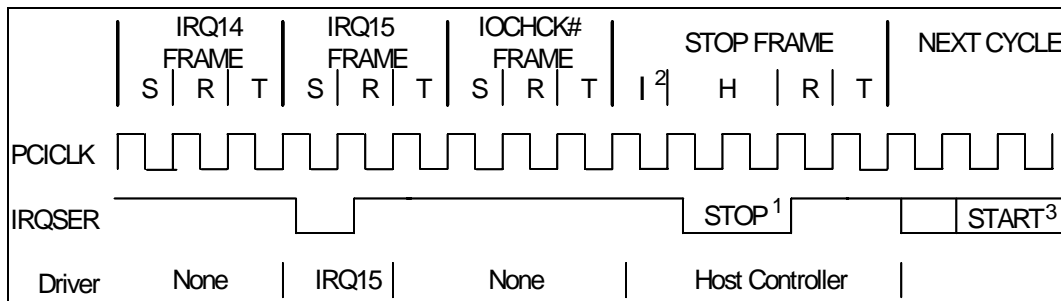 IRQ14 IRQ15 IOCHCK#
FRAME FRAME FRAME STOP FRAME NEXT CYCLE
S R T S R T S R T I 2 H R T
PCICLK
IRQSER STOP 1 START 3
Driver None IRQ15 None Host Controller